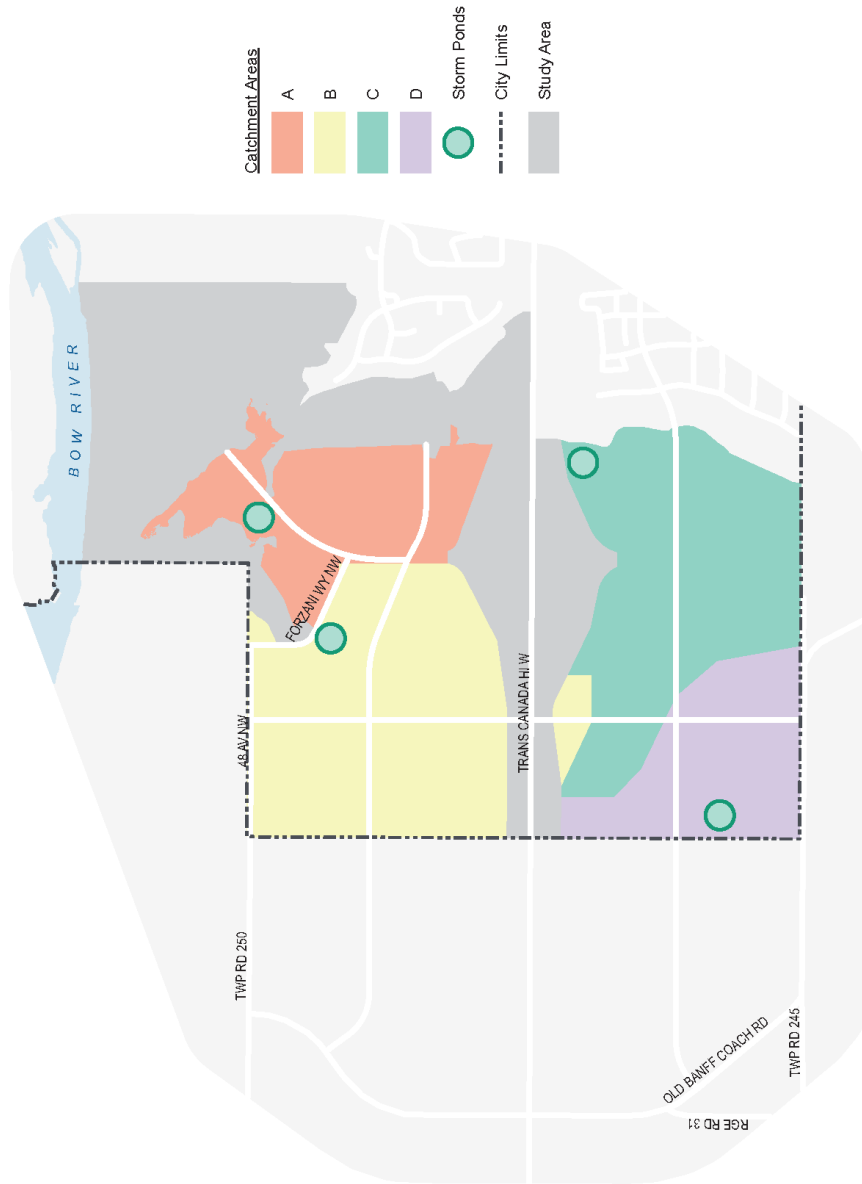 Catchment Areas
A
B
C
D
Storm Ponds
City Limits
Study Area
BOW RIVER
FORZANI WY NW
48 AV NW
TRANS CANADA HI W
TWP RD 250
OLD BANFF COACH RD
TWP RD 245
RGE RD 31